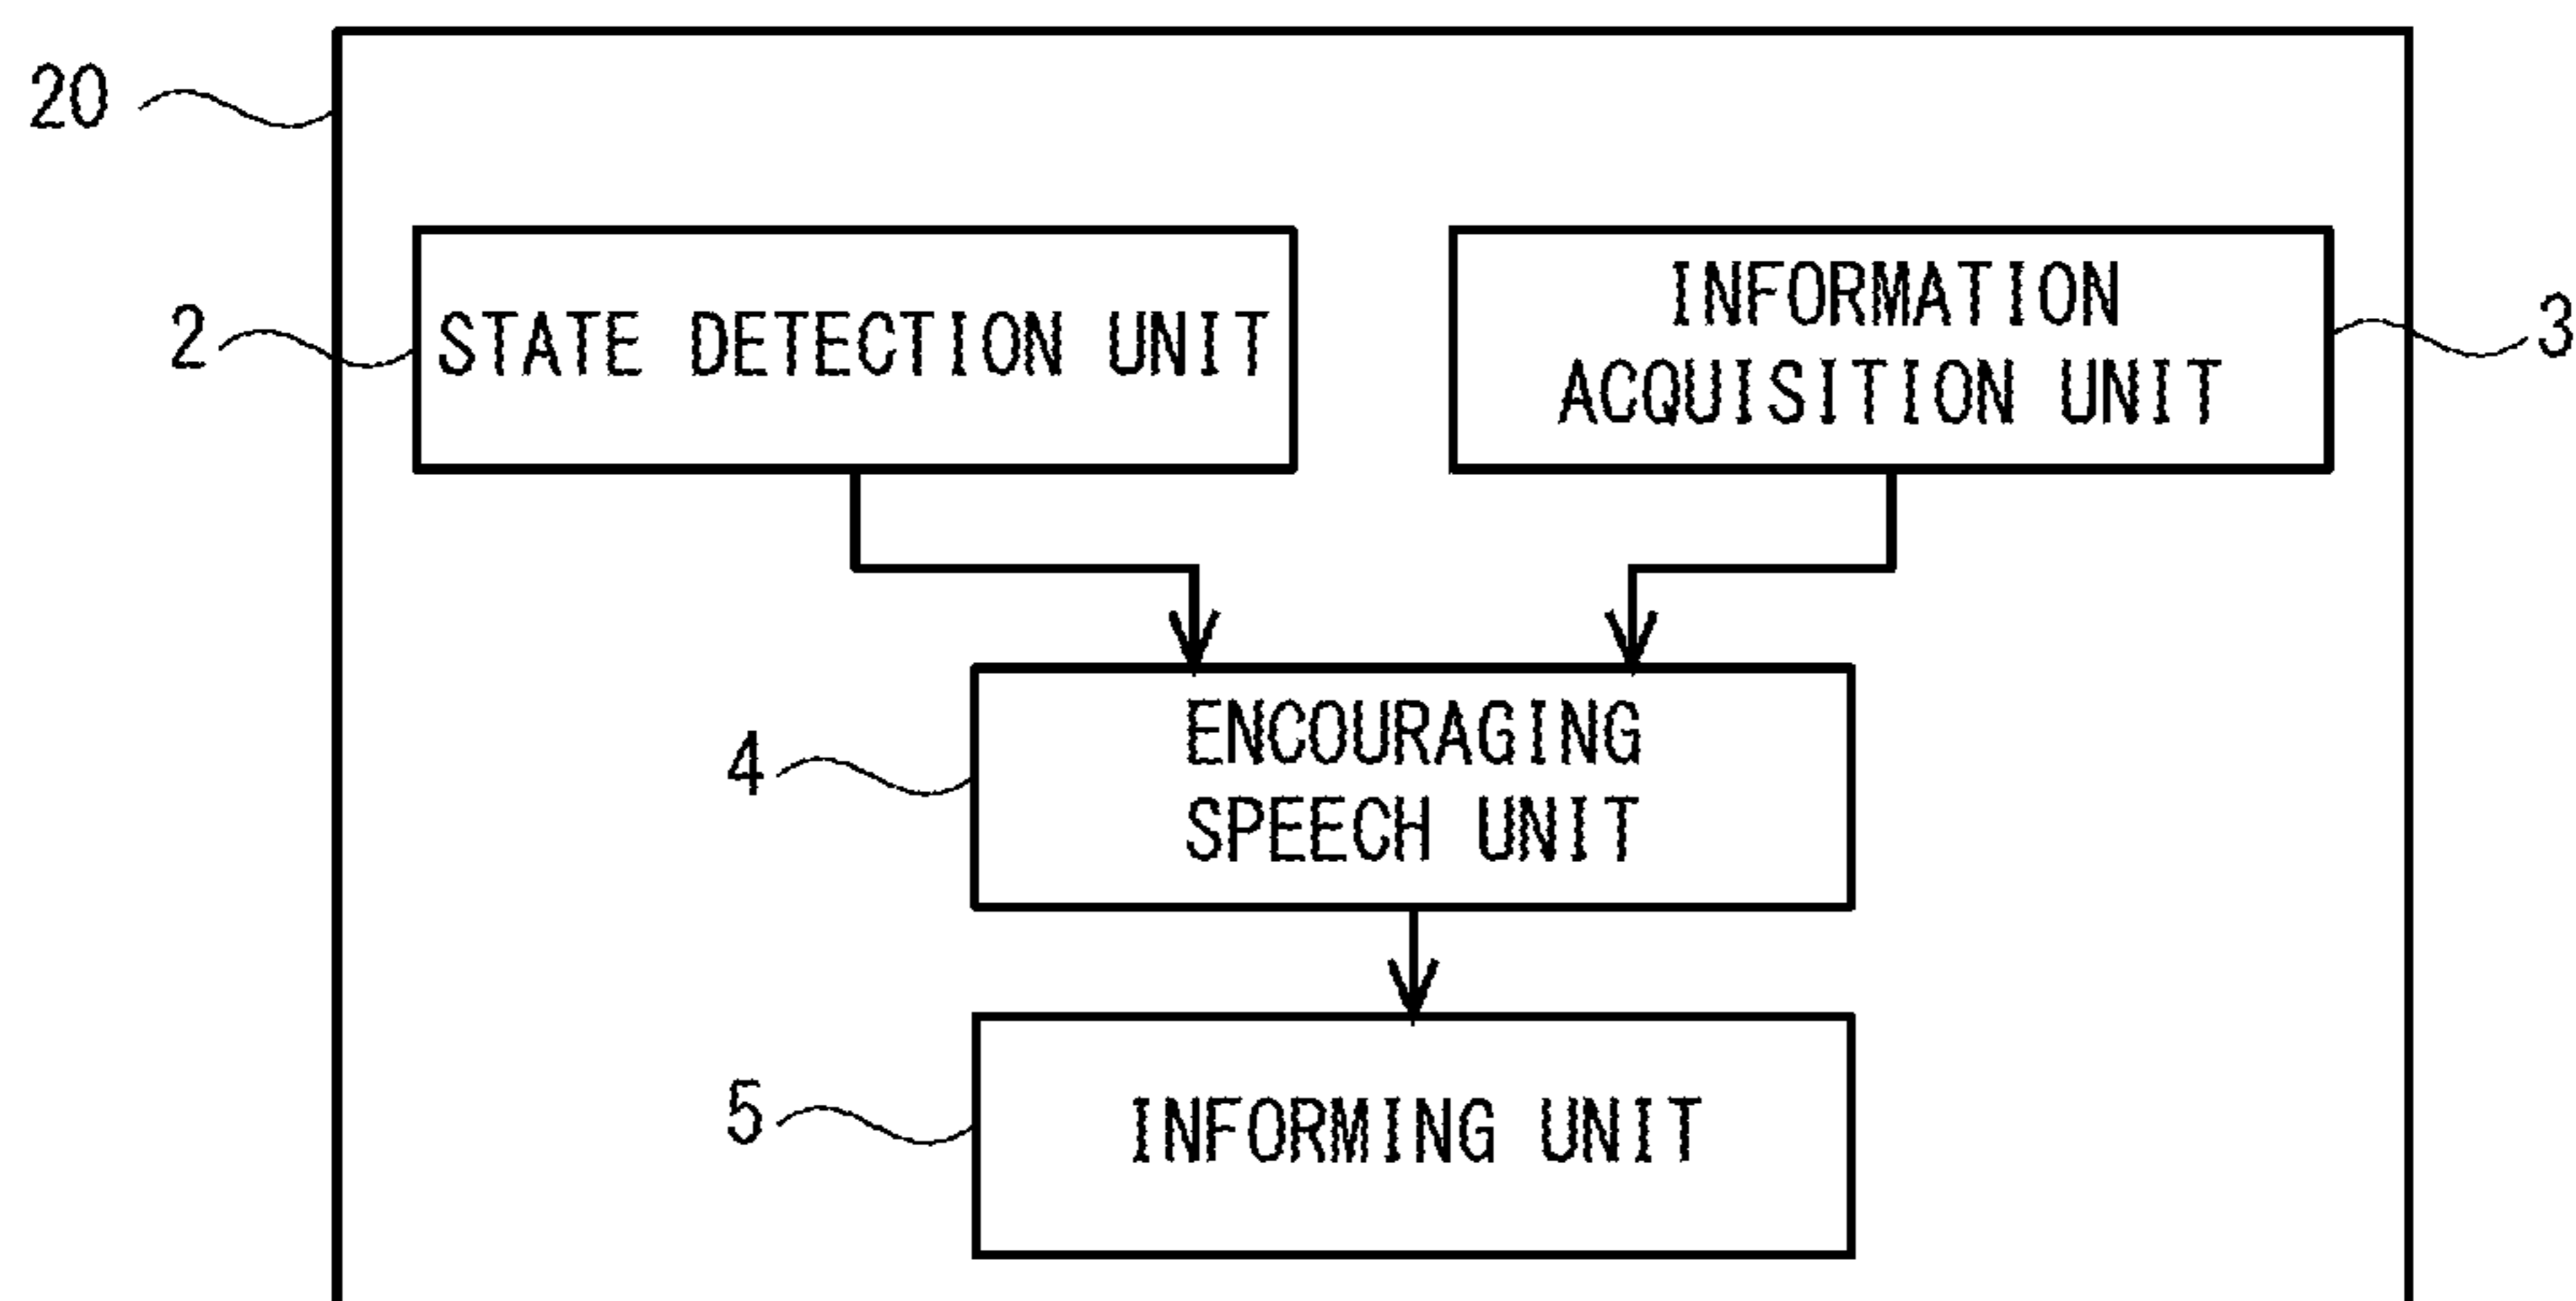 20
2
STATE DETECTION UNIT
INFORMATION
ACQUISITION UNIT
3
4
ENCOURAGING
SPEECH UNIT
5
INFORMING UNIT